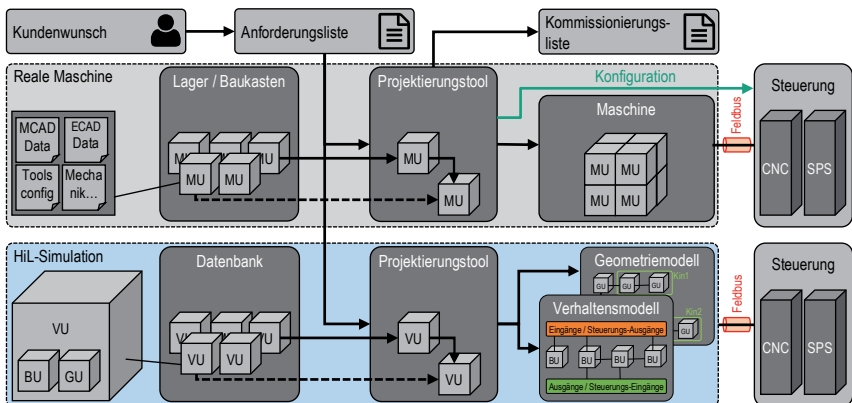 Kundenwunsch
Anforderungsliste
Kommissionierungs-
liste
Reale Maschine
Lager / Baukasten
Projektierungstool
Konfiguration
Steuerung
MCAD
Data
ECAD
Data
Tools
config
Mecha
nik…
MU
MU
MU
MU
MU
MU
MU
Maschine
MU
MU
MU
MU
Feldbus
CNC
SPS
HiL-Simulation
Datenbank
Projektierungstool
Geometriemodell
Steuerung
VU
BU
GU
VU
VU
VU
VU
VU
VU
VU
Kin1
GU
GU
GU
Verhaltensmodell
Kin2
GU
Eingänge / Steuerungs-Ausgänge
BU
BU
BU
BU
Ausgänge / Steuerungs-Eingänge
Feldbus
CNC
SPS